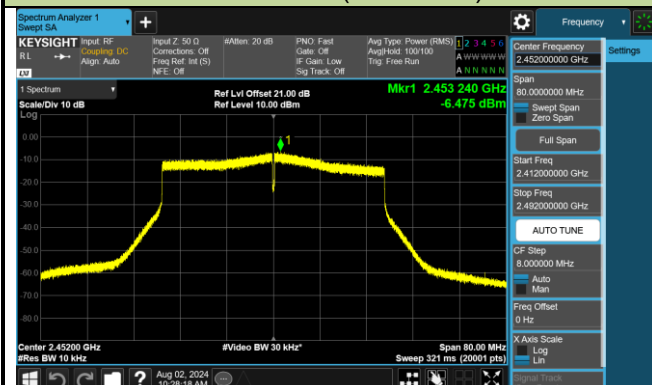 Spectrum Analyzer 1
Swept SA
+
Frequency
KEYSIGHT
RL
LXI
Input: RF
Coupling: DC
Align: Auto
Input Z: 50 Ω
Corrections: Off
Freq Ref: Int (S)
NFE: Off
#Atten: 20 dB
PNO: Fast
Gate: Off
IF Gain: Low
Sig Track: Off
Avg Type: Power (RMS)
Avg|Hold: 100/100
Trig: Free Run
1 2 3 4 5 6
A W W W W W
A N N N N N
1 Spectrum
Scale/Div 10 dB
Log
Ref Lvl Offset 21.00 dB
Ref Level 10.00 dBm
Mkr1 2.453 240 GHz
-6.475 dBm
1
0.00
-10.0
-20.0
-30.0
-40.0
-50.0
-60.0
-80.0
Center 2.45200 GHz
#Res BW 10 kHz
#Video BW 30 kHz*
Span 80.00 MHz
Sweep 321 ms (20001 pts)
Aug 02, 2024
10:28:18 AM
?
Center Frequency
2.452000000 GHz
Settings
Span
80.0000000 MHz
Swept Span
Zero Span
Full Span
Start Freq
2.412000000 GHz
Stop Freq
2.492000000 GHz
AUTO TUNE
CF Step
8.000000 MHz
Auto
Man
Freq Offset
0 Hz
X Axis Scale
Log
Lin
Signal Track